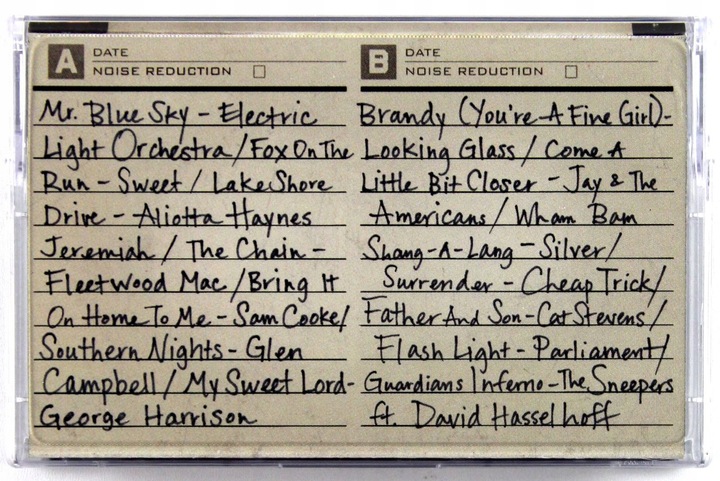 A DATE
NOISE REDUCTION
Mr. Blue Sky - Electric
Light Orchestra / Fox On The
Run - Sweet / Lake Shore
Drive - Aliotta Haynes
Jeremiah / The Chain -
Fleetwood Mac / Bring It
On Home To Me - Sam Cooke/
Southern Nights - Glen
Campbell / My Sweet Lord-
George Harrison
B DATE
NOISE REDUCTION
Brandy (You're A Fine Girl)-
Looking Glass / Come A
Little Bit Closer - Jay & The
Americans / Wham Bam
Shang-A-Lang - Silver/
Surrender - Cheap Trick/
Father And Son - Cat Stevens/
Flash Light - Parliament/
Guardians Inferno - The Sneepers
ft. David Hasselhoff